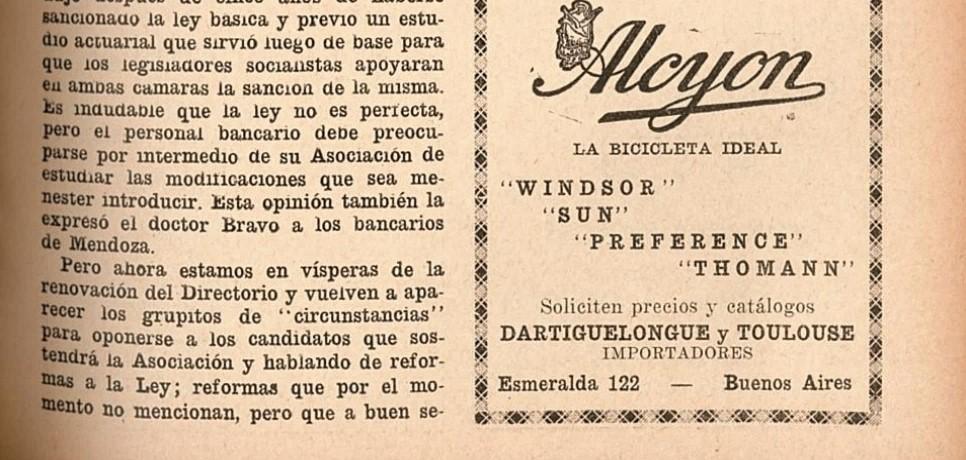 sancionado la ley basica y previo un estu-
dio actuarial que sirvió luego de base para
que los legisladores socialistas apoyaran
en ambas camaras la sancion de la misma.
Es indudable que la ley no es perfecta,
pero el personal bancario debe preocu-
parse por intermedio de su Asociación de
estudiar las modificaciones que sea me-
nester introducir. Esta opinión también la
expresó el doctor Bravo a los bancarios
de Mendoza.
Pero ahora estamos en vísperas de la
renovación del Directorio y vuelven a apa-
recer los grupitos de "circunstancias"
para oponerse a los candidatos que sos-
tendrá la Asociación y hablando de refor-
mas a la Ley; reformas que por el mo-
mento no mencionan, pero que a buen se-
Alcyon
LA BICICLETA IDEAL
"WINDSOR"
"SUN"
"PREFERENCE"
"THOMANN"
Soliciten precios y catálogos
DARTIGUELONGUE y TOULOUSE
IMPORTADORES
Esmeralda 122 — Buenos Aires